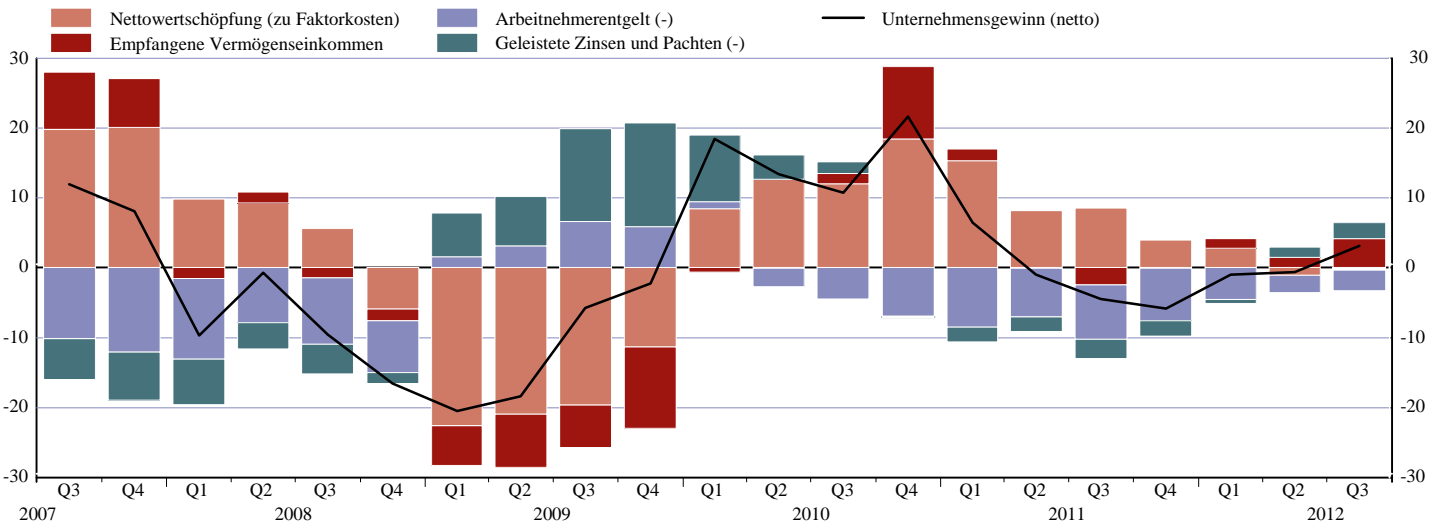 Nettowertschöpfung (zu Faktorkosten) Arbeitnehmerentgelt (-) Unternehmensgewinn (netto)
Empfangene Vermögenseinkommen Geleistete Zinsen und Pachten (-)
30 30
20 20
10 10
0 0
-10 -10
-20 -20
-30 -30
Q3 Q4 Q1 Q2 Q3 Q4 Q1 Q2 Q3 Q4 Q1 Q2 Q3 Q4 Q1 Q2 Q3 Q4 Q1 Q2 Q3
2007 2008 2009 2010 2011 2012